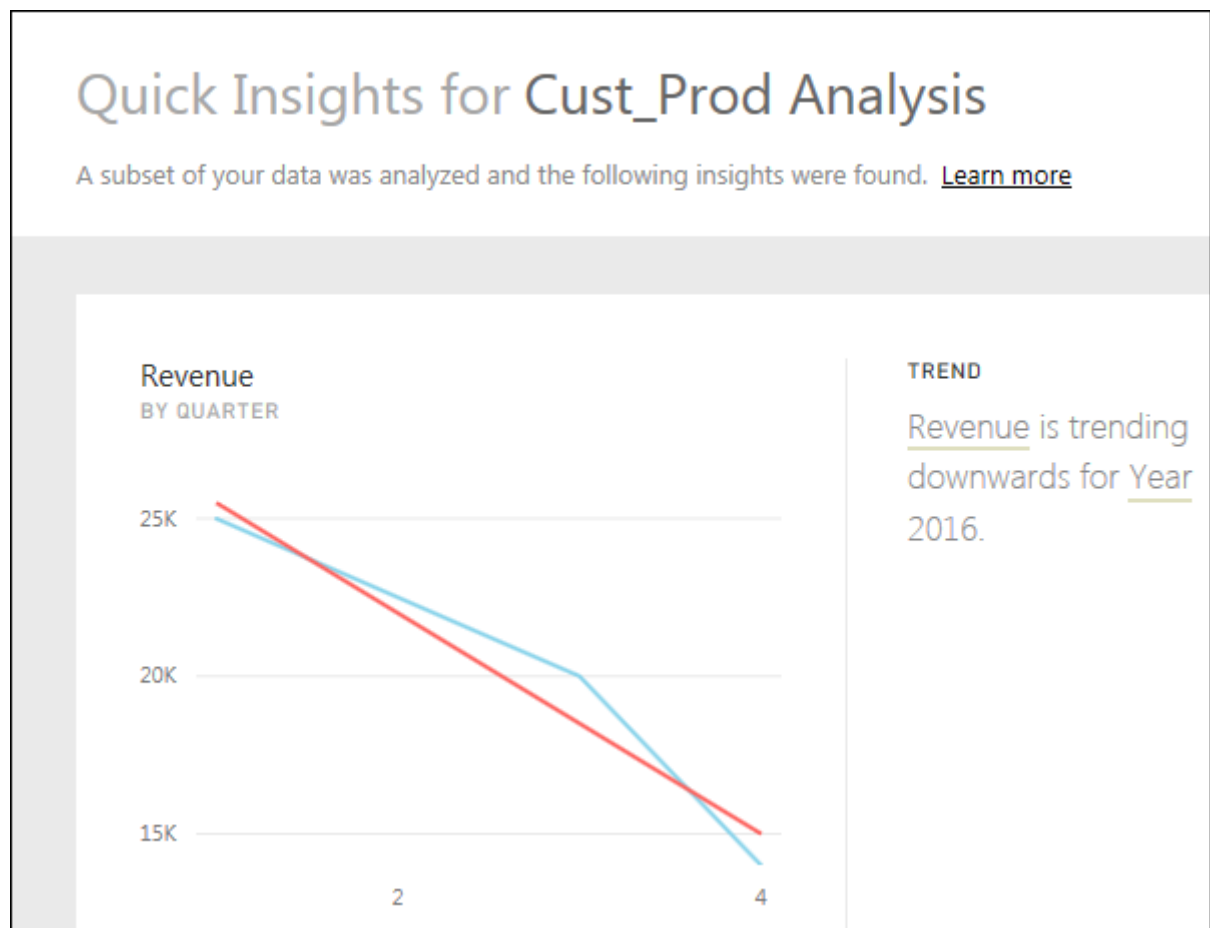 Quick Insights for Cust_Prod Analysis
A subset of your data was analyzed and the following insights were found. Learn more
Revenue
BY QUARTER
25K
20K
15K
2
4
TREND
Revenue is trending
downwards for Year
2016.